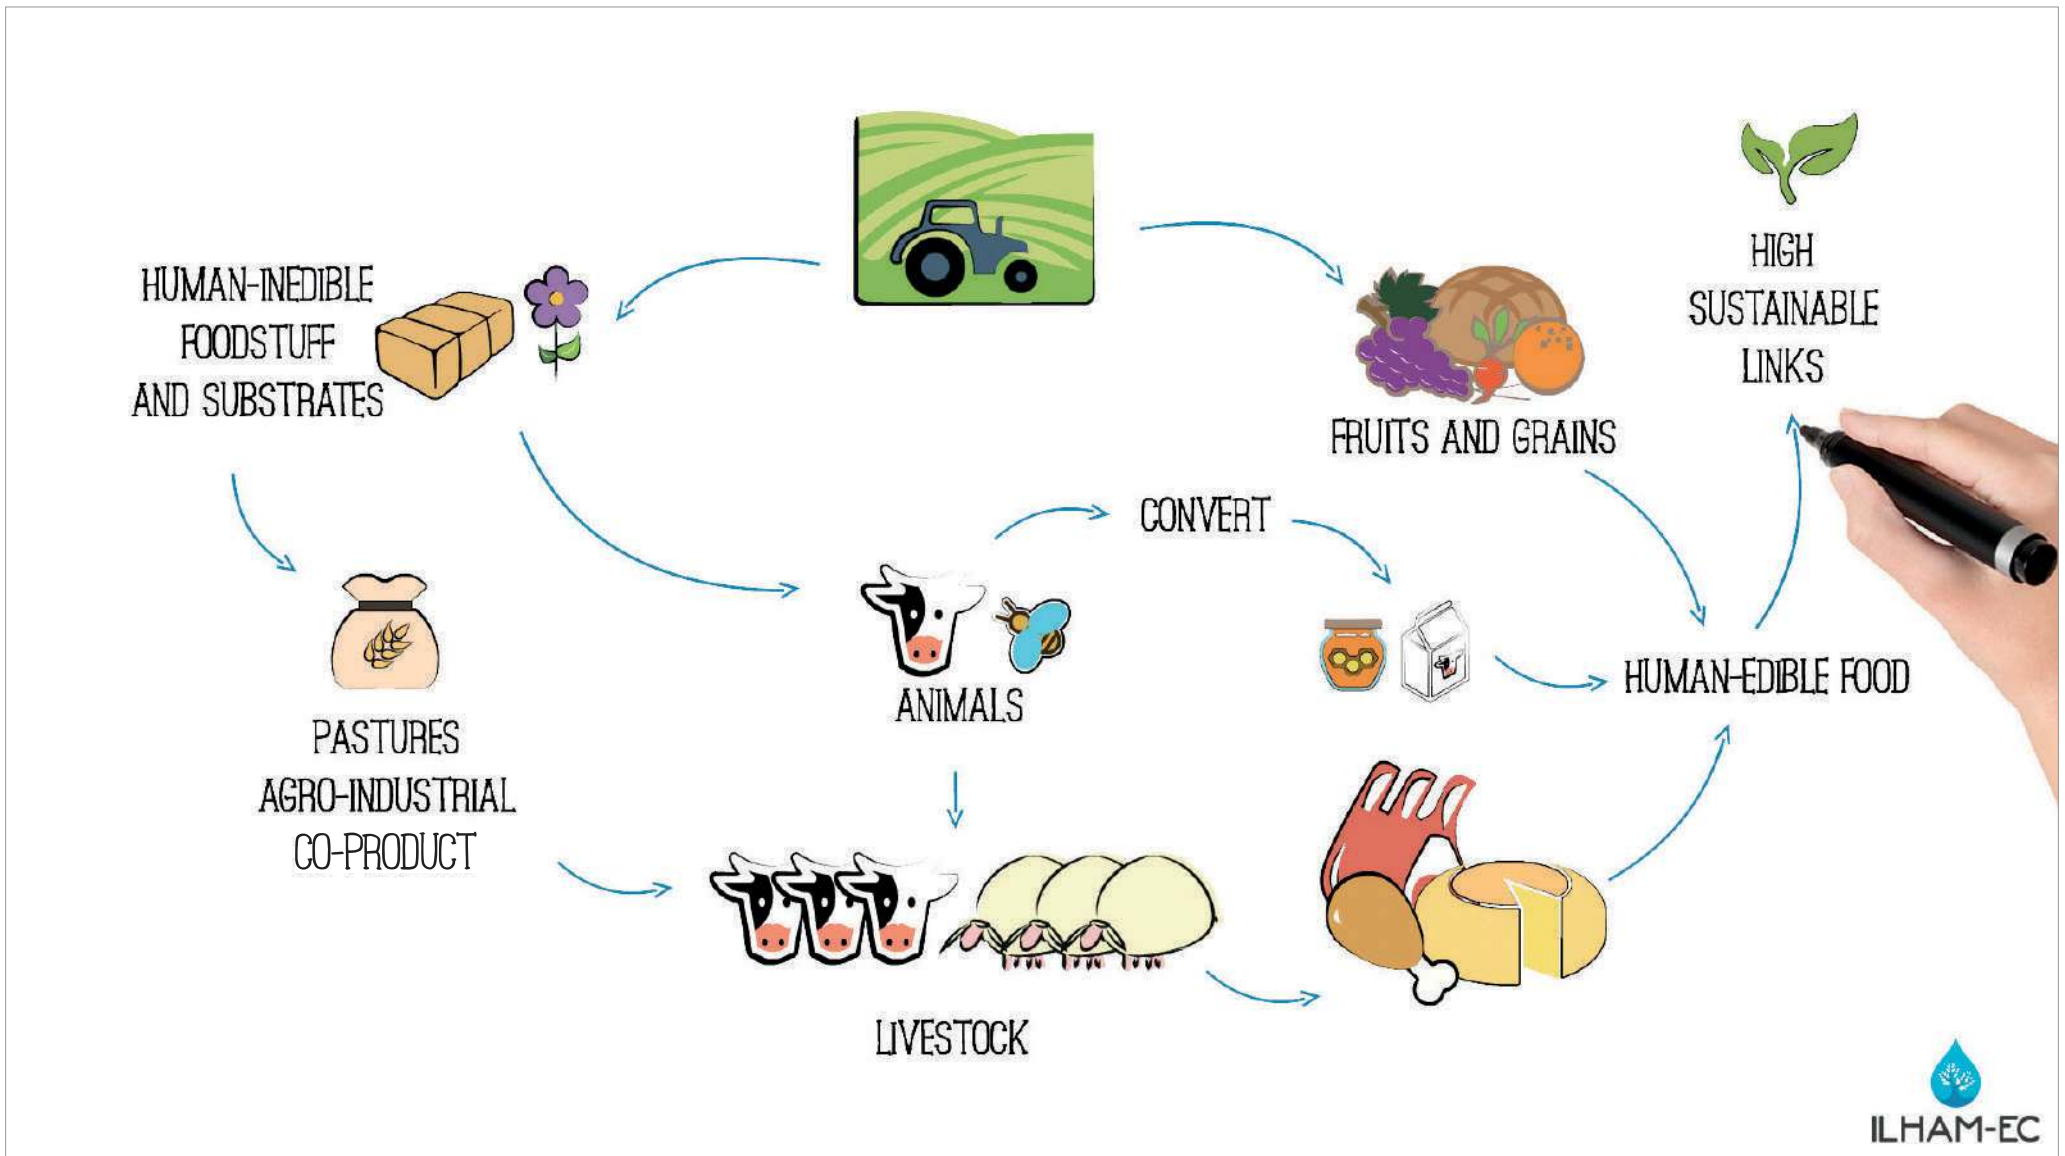 HUMAN-INEDIBLE
FOODSTUFF
AND SUBSTRATES
HIGH
SUSTAINABLE
LINKS
FRUITS AND GRAINS
CONVERT
ANIMALS
HUMAN-EDIBLE FOOD
PASTURES
AGRO-INDUSTRIAL
CO-PRODUCT
LIVESTOCK
ILHAM-EC